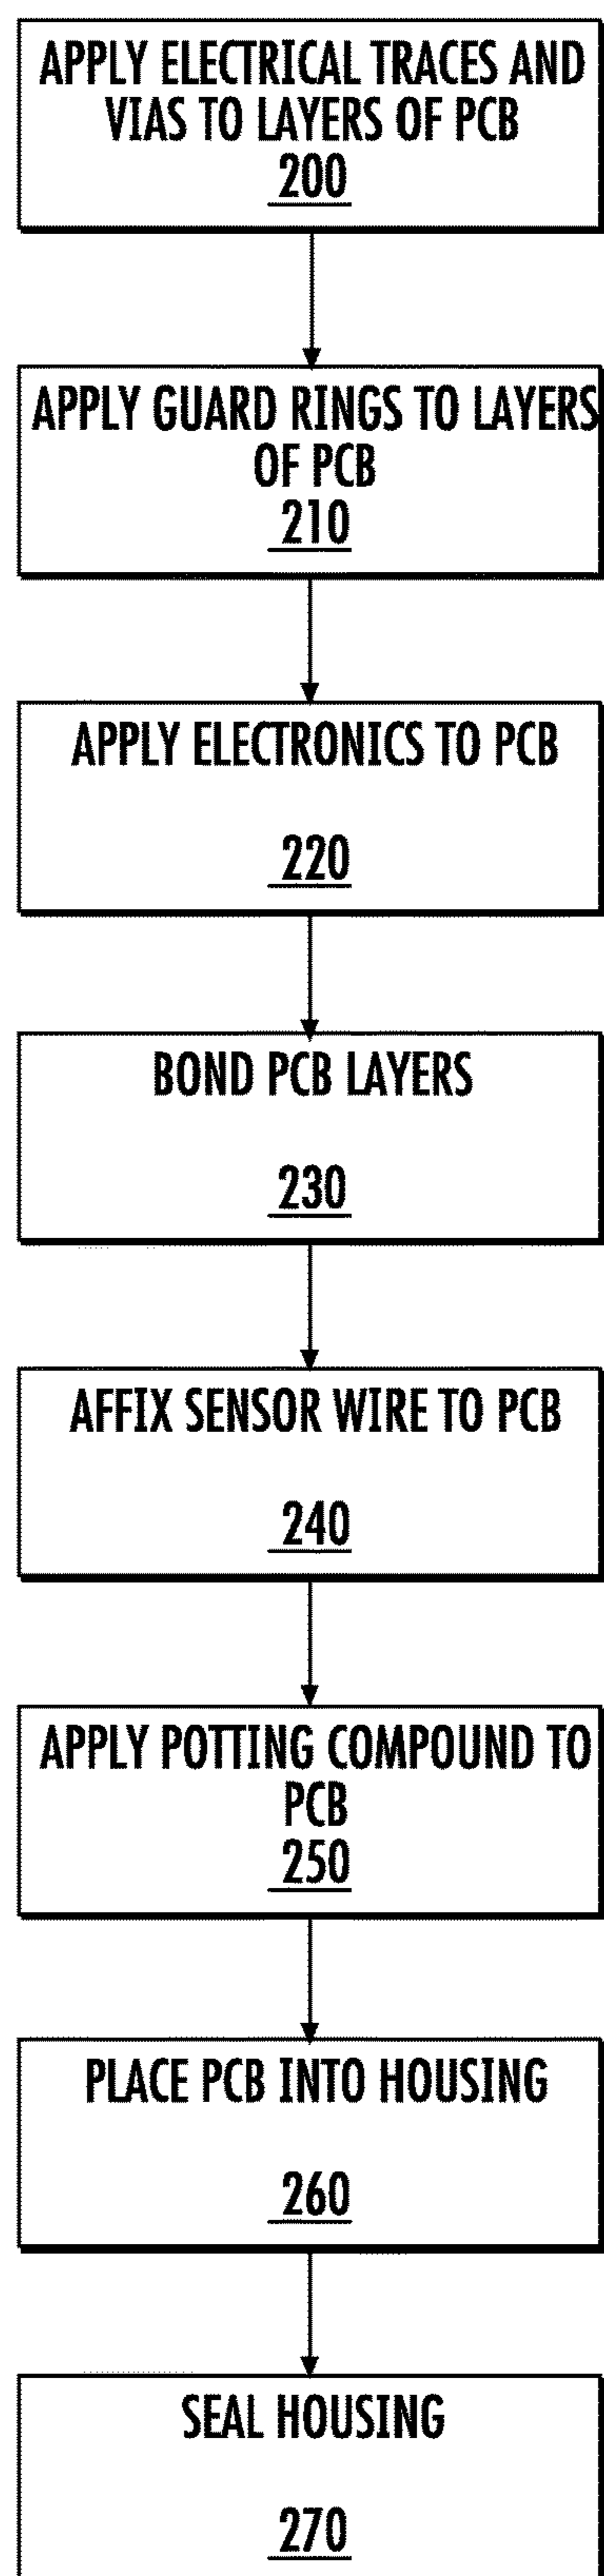 APPLY ELECTRICAL TRACES AND
VIAS TO LAYERS OF PCB
200
APPLY GUARD RINGS TO LAYERS
OF PCB
210
APPLY ELECTRONICS TO PCB
220
BOND PCB LAYERS
230
AFFIX SENSOR WIRE TO PCB
240
APPLY POTTING COMPOUND TO
PCB
250
PLACE PCB INTO HOUSING
260
SEAL HOUSING
270